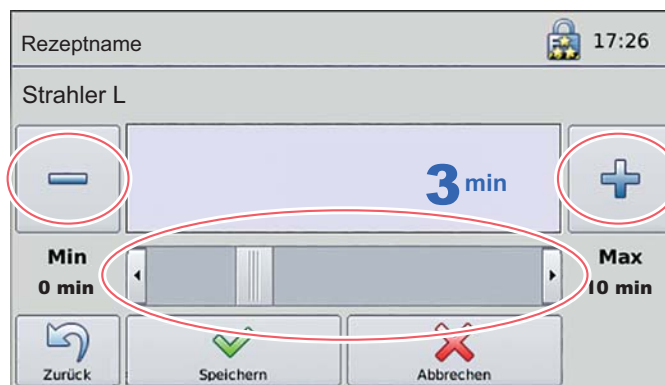 Rezeptname 17:26
Strahler L
3 min
Min Max
0 min 10 min
Zurück Speichern Abbrechen